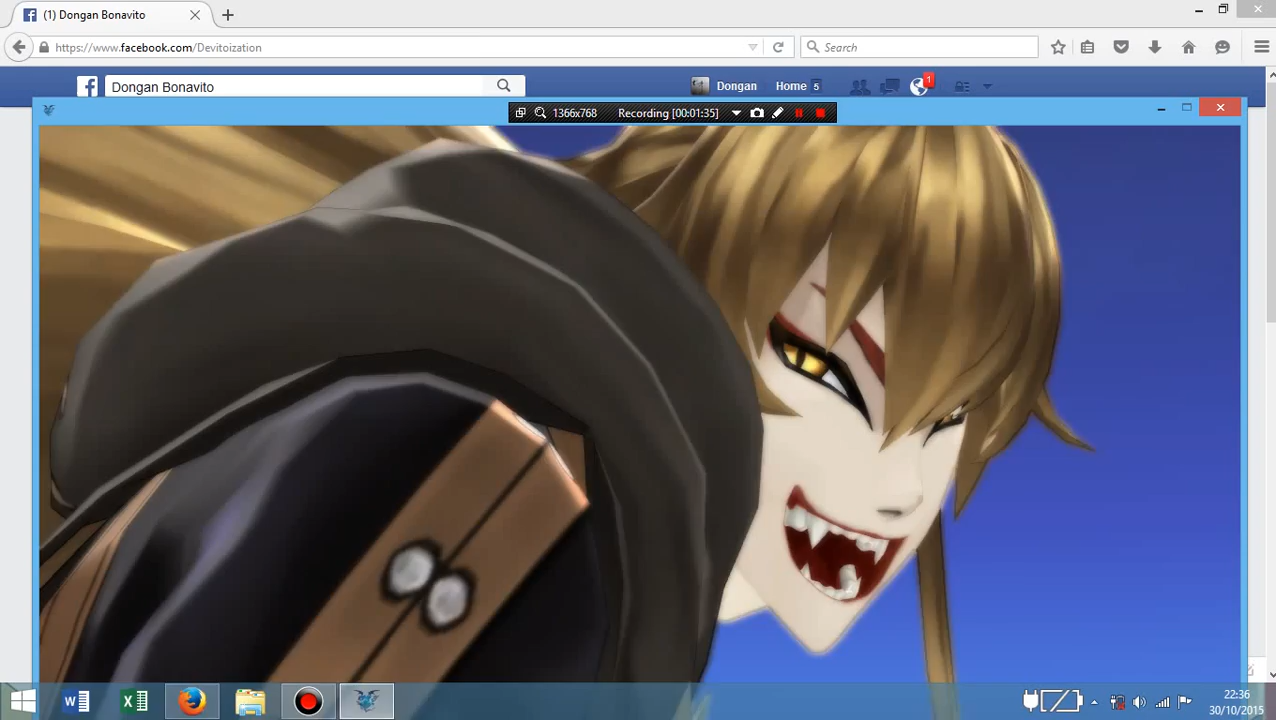 (1) Dongan Bonavito
https://www.facebook.com/Devitoization
Search
Dongan Bonavito
Dongan
Home 5
1
1366x768
Recording [00:01:35]
22:36
30/10/2015